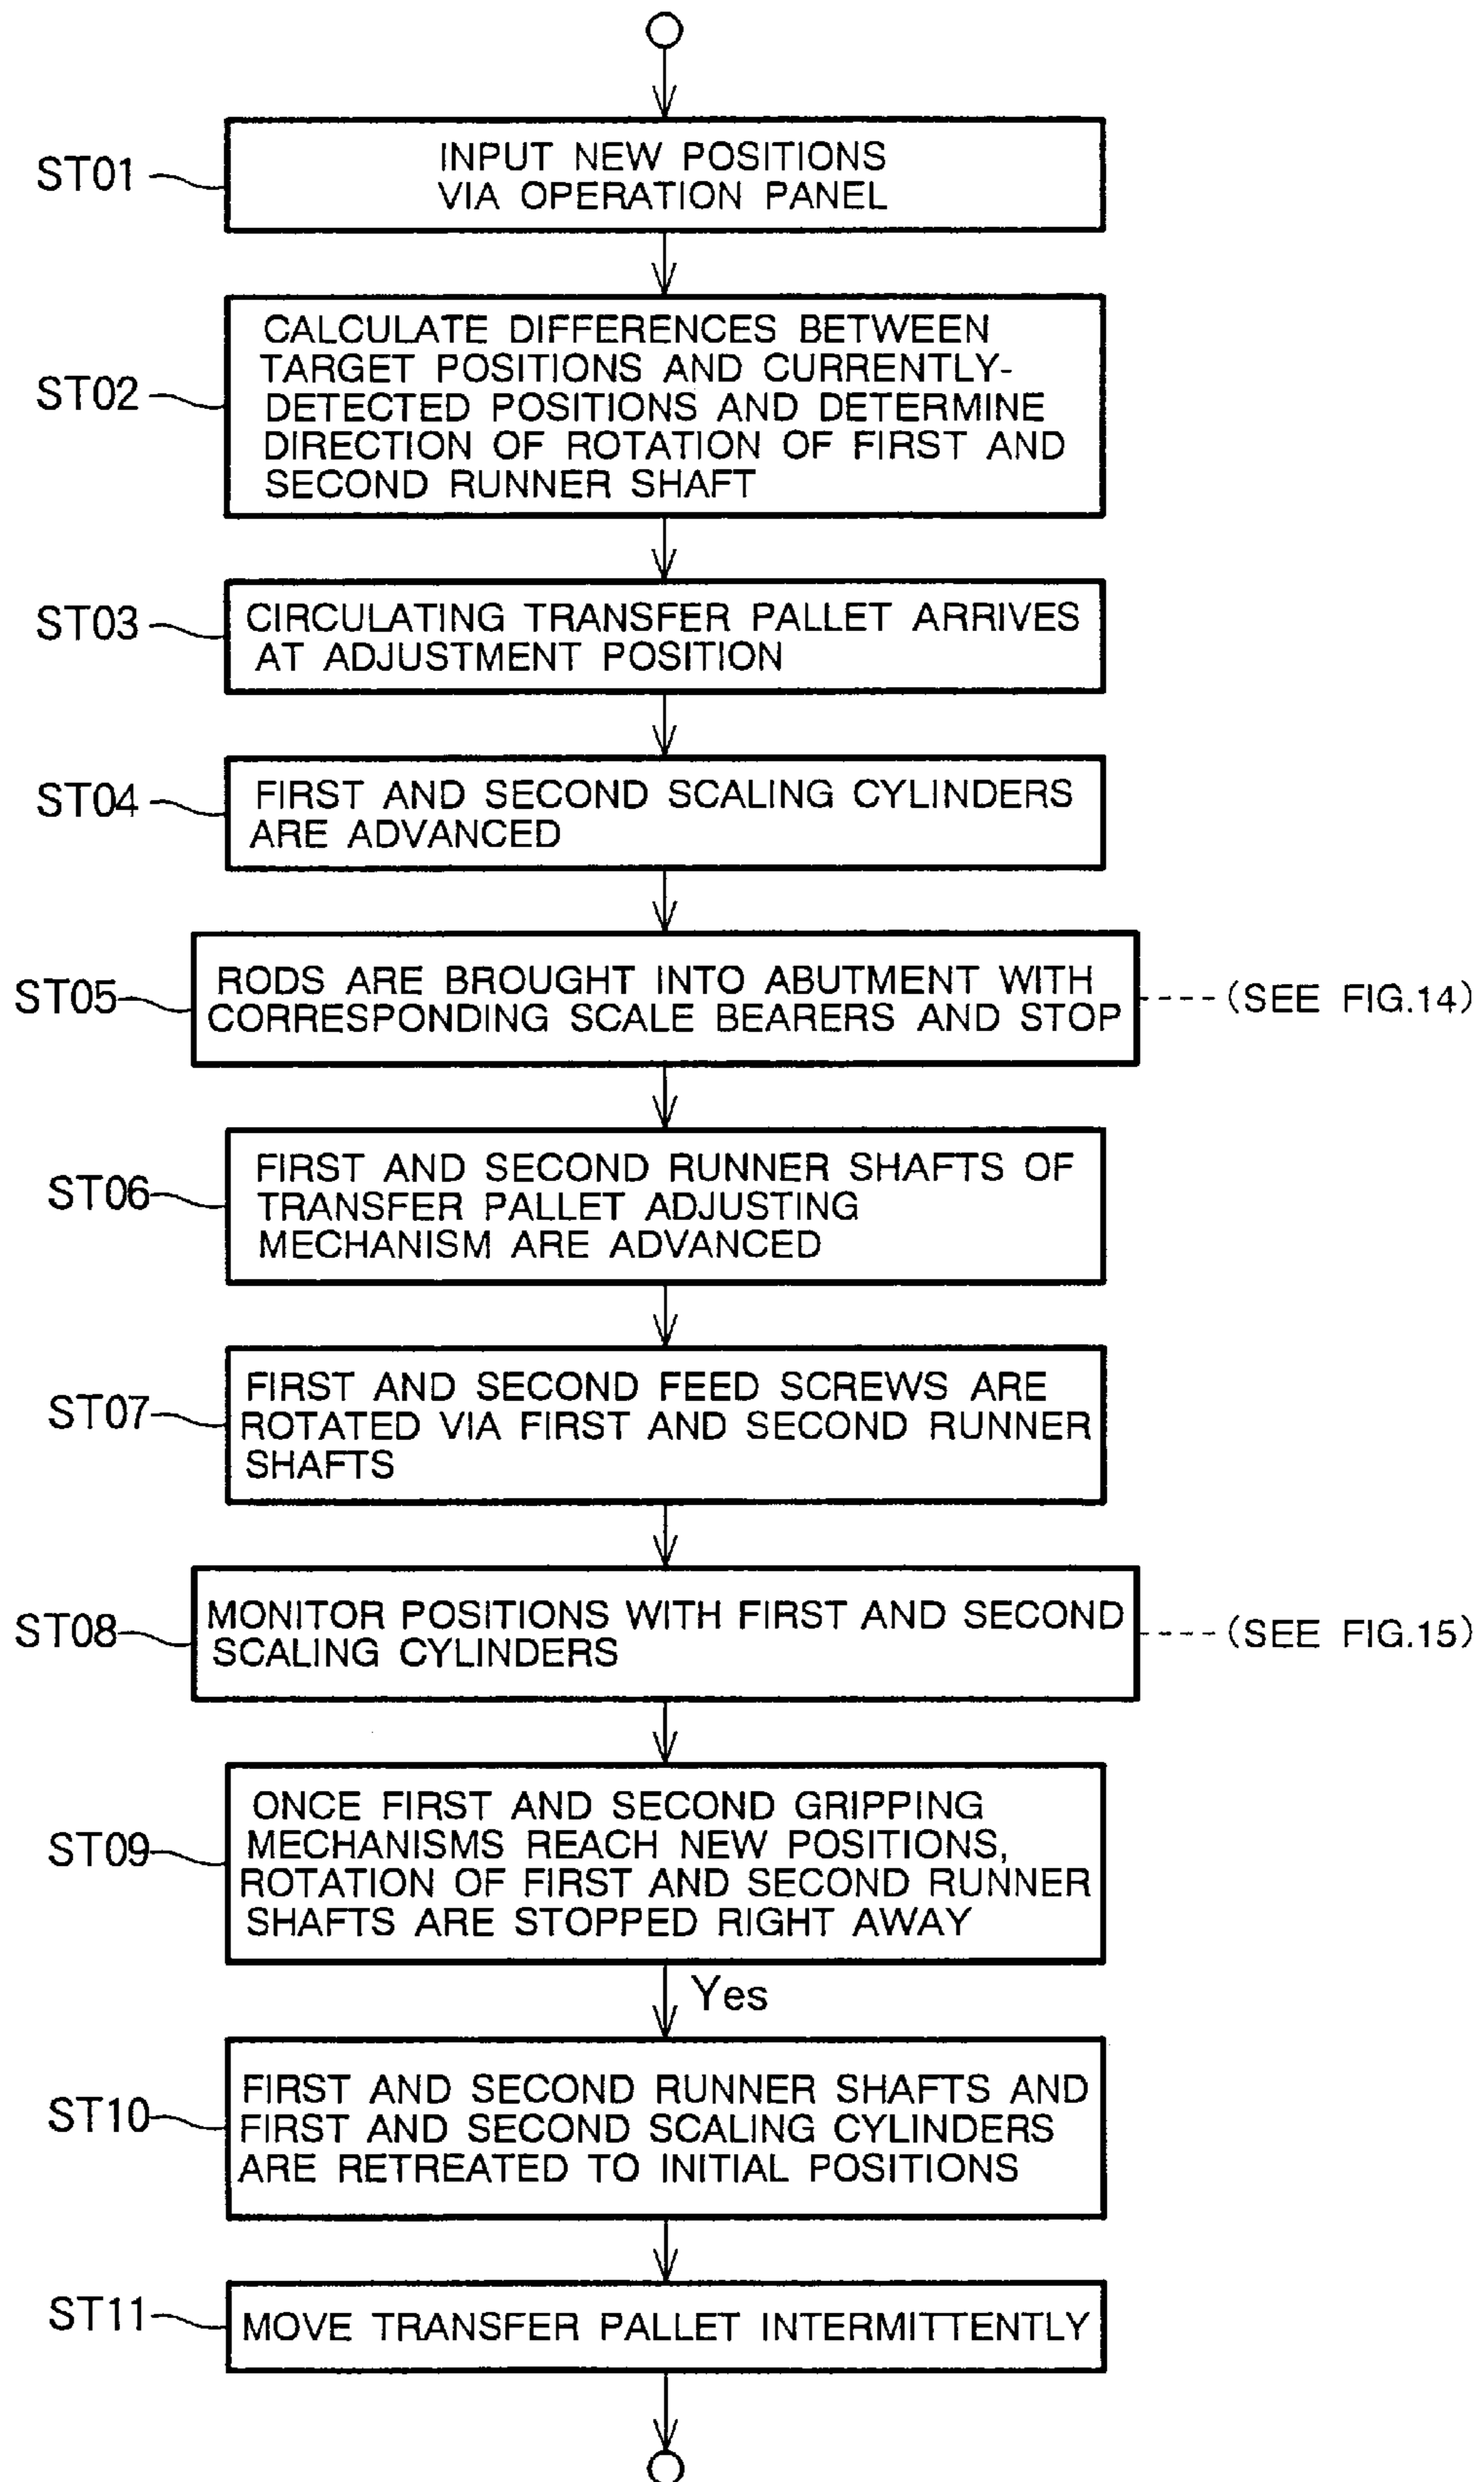 ST01
INPUT NEW POSITIONS
VIA OPERATION PANEL
ST02
CALCULATE DIFFERENCES BETWEEN
TARGET POSITIONS AND CURRENTLY-
DETECTED POSITIONS AND DETERMINE
DIRECTION OF ROTATION OF FIRST AND
SECOND RUNNER SHAFT
ST03
CIRCULATING TRANSFER PALLET ARRIVES
AT ADJUSTMENT POSITION
ST04
FIRST AND SECOND SCALING CYLINDERS
ARE ADVANCED
ST05
RODS ARE BROUGHT INTO ABUTMENT WITH
CORRESPONDING SCALE BEARERS AND STOP
(SEE FIG.14)
ST06
FIRST AND SECOND RUNNER SHAFTS OF
TRANSFER PALLET ADJUSTING
MECHANISM ARE ADVANCED
ST07
FIRST AND SECOND FEED SCREWS ARE
ROTATED VIA FIRST AND SECOND RUNNER
SHAFTS
ST08
MONITOR POSITIONS WITH FIRST AND SECOND
SCALING CYLINDERS
(SEE FIG.15)
ST09
ONCE FIRST AND SECOND GRIPPING
MECHANISMS REACH NEW POSITIONS,
ROTATION OF FIRST AND SECOND RUNNER
SHAFTS ARE STOPPED RIGHT AWAY
Yes
ST10
FIRST AND SECOND RUNNER SHAFTS AND
FIRST AND SECOND SCALING CYLINDERS
ARE RETREATED TO INITIAL POSITIONS
ST11
MOVE TRANSFER PALLET INTERMITTENTLY